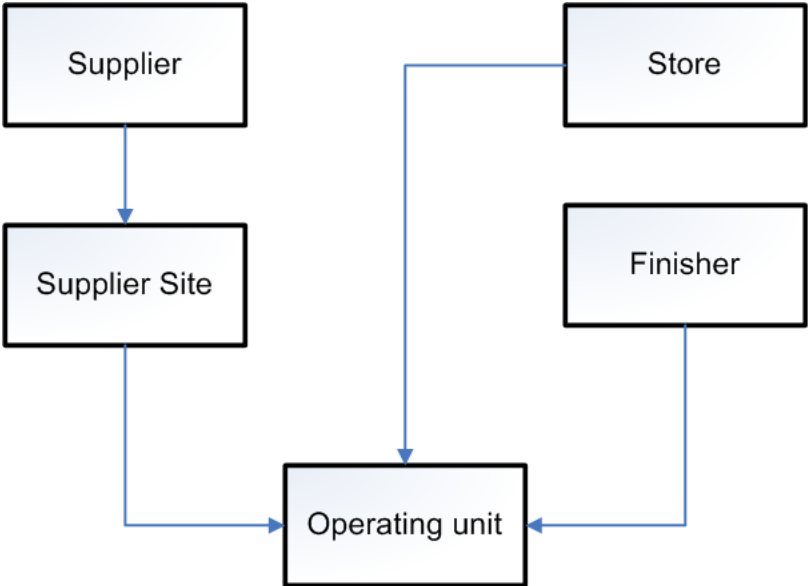 Supplier
Store
Supplier Site
Finisher
Operating unit